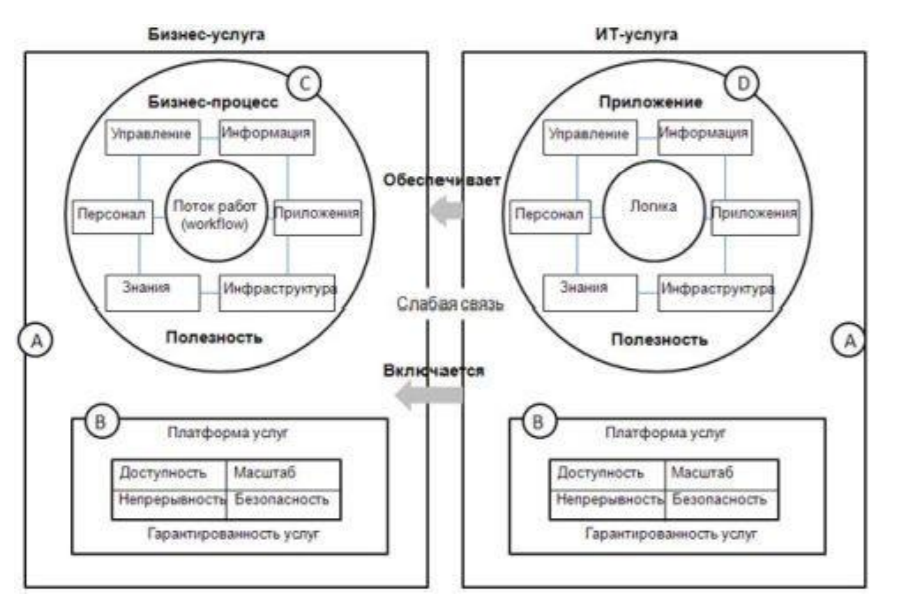 Бизнес-услуга
C
Бизнес-процесс
Управление
Информация
Персонал
Поток работ
(workflow)
Приложения
Знания
Инфраструктура
Полезность
A
B
Платформа услуг
Доступность
Масштаб
Непрерывность
Безопасность
Гарантированность услуг
Обеспечивает
Слабая связь
Включается
ИТ-услуга
D
Приложение
Управление
Информация
Персонал
Логика
Приложения
Знания
Инфраструктура
Полезность
A
B
Платформа услуг
Доступность
Масштаб
Непрерывность
Безопасность
Гарантированность услуг